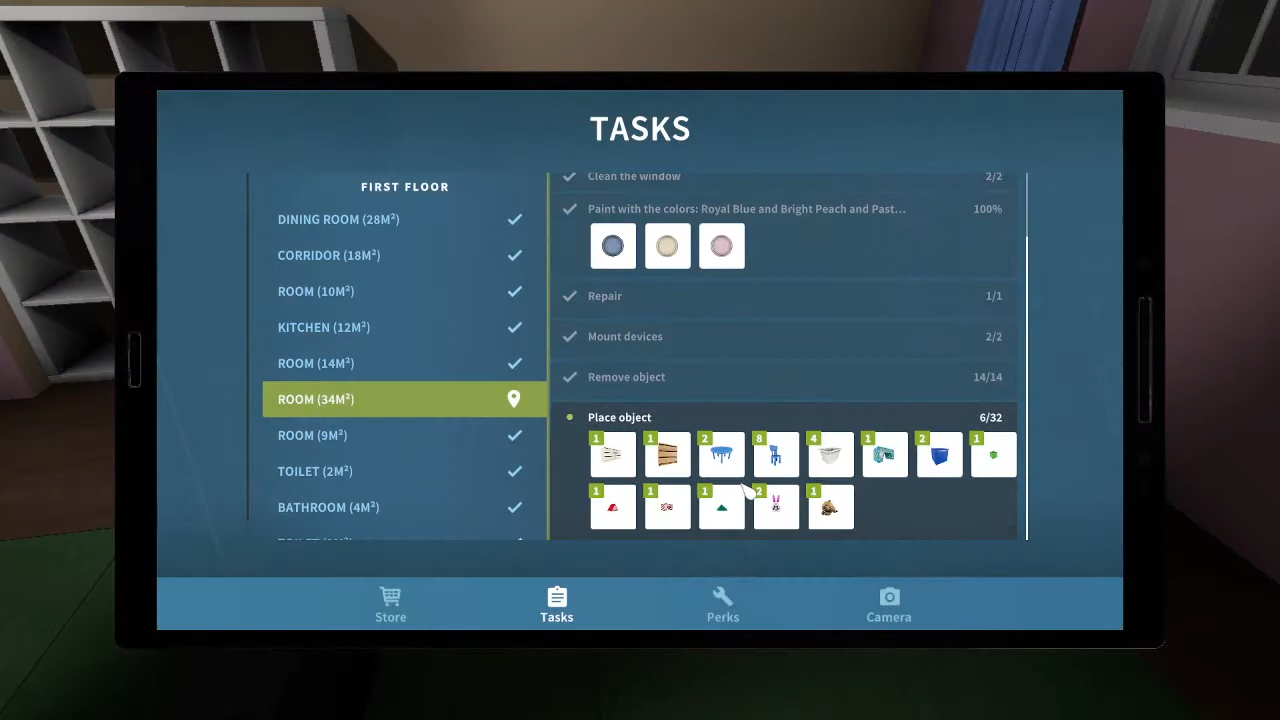 TASKS
FIRST FLOOR
DINING ROOM (28M²)
CORRIDOR (18M²)
ROOM (10M²)
KITCHEN (12M²)
ROOM (14M²)
ROOM (34M²)
ROOM (9M²)
TOILET (2M²)
BATHROOM (4M²)
Clean the window 2/2
Paint with the colors: Royal Blue and Bright Peach and Past... 100%
Repair 1/1
Mount devices 2/2
Remove object 14/14
Place object 6/32
1 1 2 8 4 1 2 1
1 1 1 2 1
Store Tasks Perks Camera